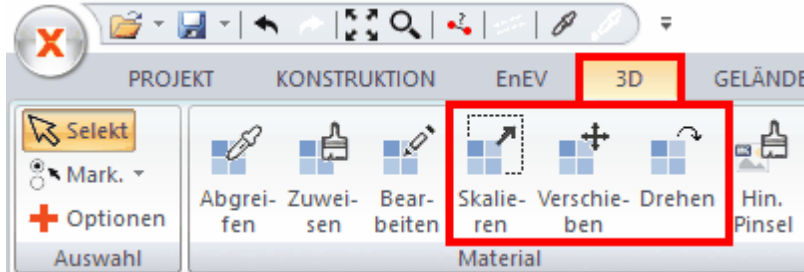 X
PROJEKT KONSTRUKTION EnEV 3D GELÄNDE
Selekt
Mark.
Optionen
Auswahl
Abgrei-
fen
Zuwei-
sen
Bear-
beiten
Skalie-
ren
Verschie-
ben
Drehen
Hin.
Pinsel
Material